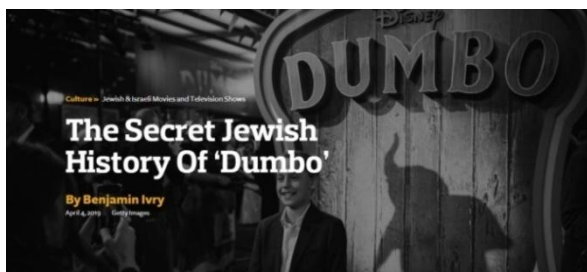 Disney
DUMBO
Culture » Jewish & Israeli Movies and Television Shows
The Secret Jewish
History Of ‘Dumbo’
By Benjamin Ivry
April 4, 2019 Getty Images